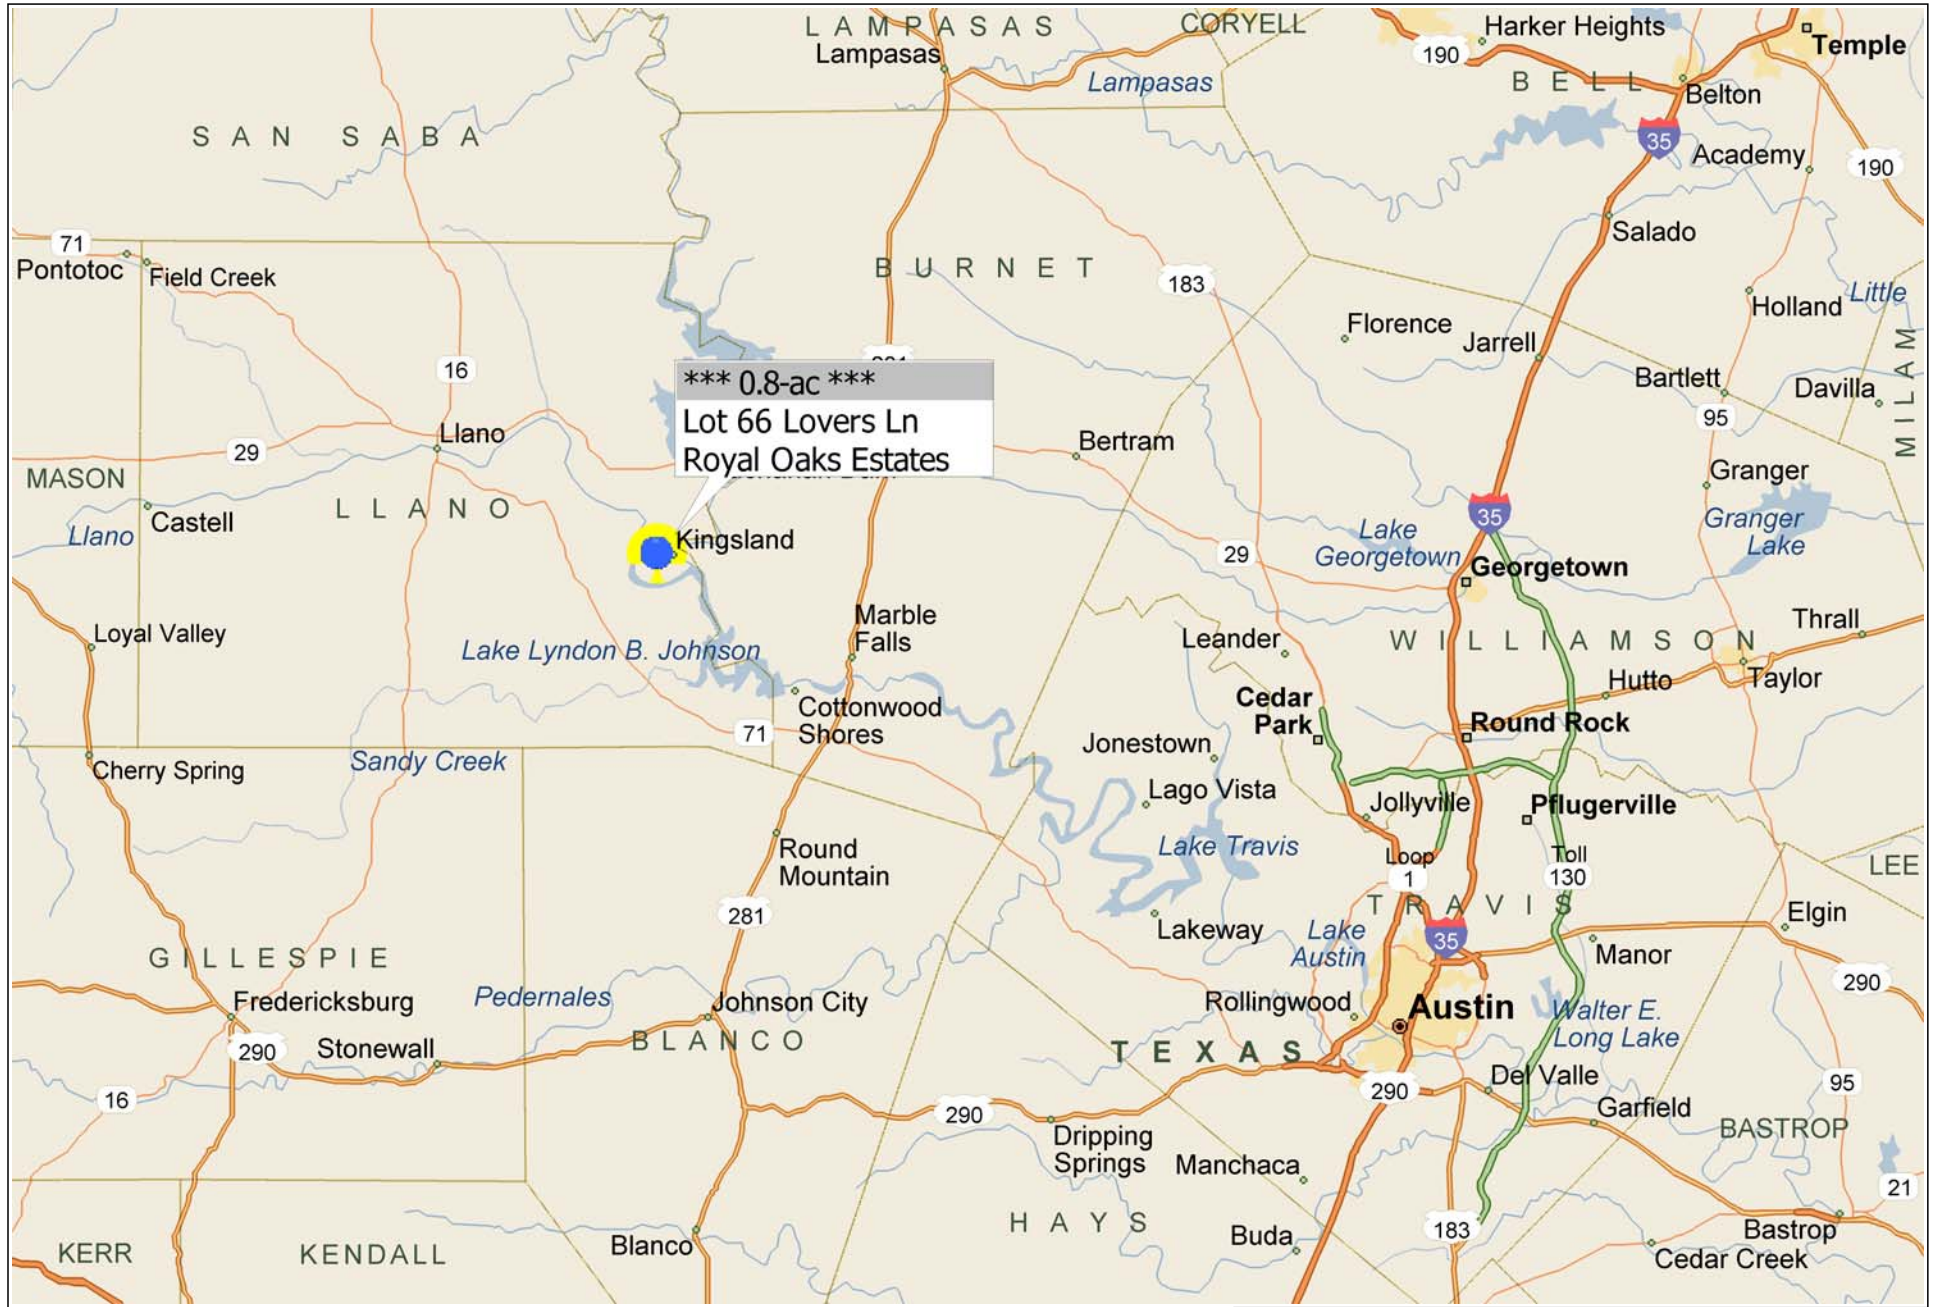 LAMPASAS
CORYELL
Harker Heights
Temple
Lampasas
190
Lampasas
BELL
Belton
SAN SABA
35
Academy
190
Salado
71
Pontotoc
Field Creek
BURNET
183
Little
Holland
Florence
Jarrell
MILAM
16
*** 0.8-ac ***
Bartlett
Davilla
Lot 66 Lovers Ln
95
Llano
Bertram
29
Royal Oaks Estates
MASON
Granger
LLANO
Castell
Llano
35
Granger
Lake
Lake
Georgetown
Kingsland
29
Georgetown
Loyal Valley
Marble
Falls
Thrall
Lake Lyndon B. Johnson
Leander
WILLIAMSON
Hutto
Taylor
Cedar
Park
Cottonwood
Shores
71
Round Rock
Jonestown
Sandy Creek
Cherry Spring
Lago Vista
Jollyville
Pflugerville
Round
Mountain
Lake Travis
Loop
1
Toll
130
LEE
281
TRAVIS
Elgin
Lakeway
Lake
Austin
35
Manor
GILLESPIE
290
Fredericksburg
Pedernales
Johnson City
Rollingwood
Austin
Walter E.
Long Lake
290
Stonewall
BLANCO
TEXAS
Del Valle
95
16
290
290
Garfield
Dripping
Springs
BASTROP
Manchaca
21
HAYS
183
Buda
Bastrop
KERR
KENDALL
Blanco
Cedar Creek